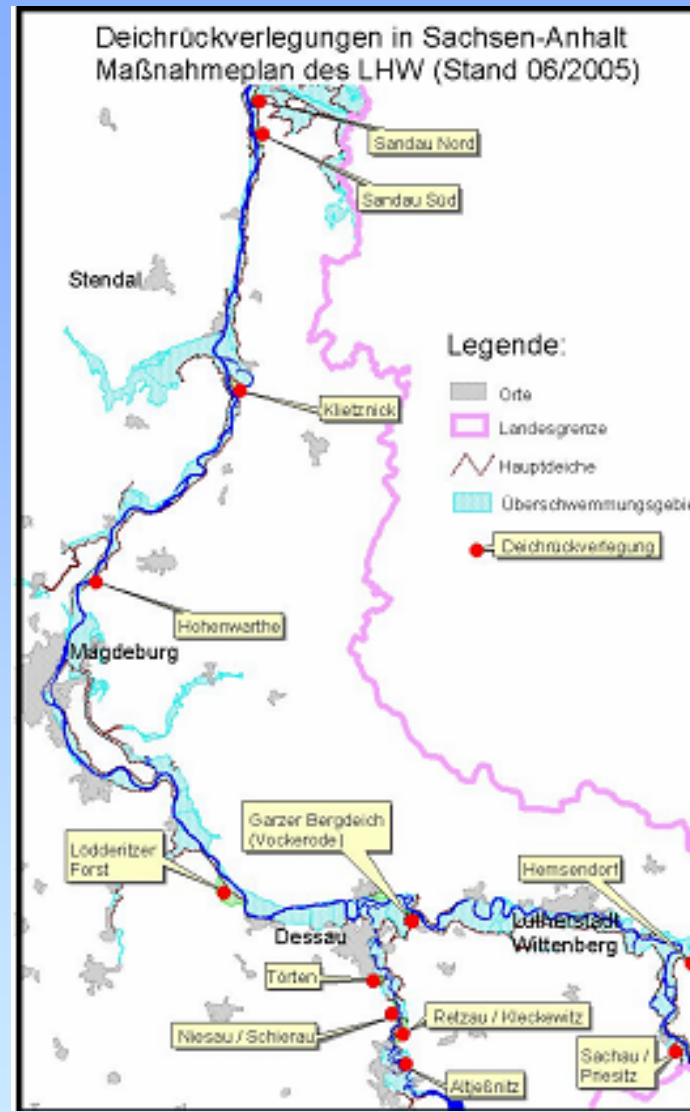 Deichrückverlegungen in Sachsen-Anhalt
Maßnahmeplan des LHW (Stand 06/2005)
Sandau Nord
Sandau Süd
Stendal
Legende:
Orte
Landesgrenze
Hauptdeiche
Überschwemmungsgebie
Deichrückverlegung
Klietznick
Hohenwarthe
Magdeburg
Garzer Bergdeich
(Vockerode)
Lödderitzer
Forst
Hemsendorf
Lutherstadt
Wittenberg
Dessau
Törten
Niesau / Schierau
Retzau / Kleckewitz
Sachau /
Priesitz
Altjeßnitz